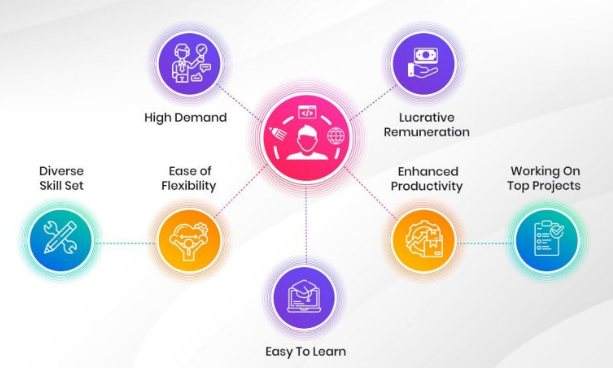 High Demand
Lucrative
Remuneration
</>
Diverse
Skill Set
Ease of
Flexibility
Enhanced
Productivity
Working On
Top Projects
Easy To Learn